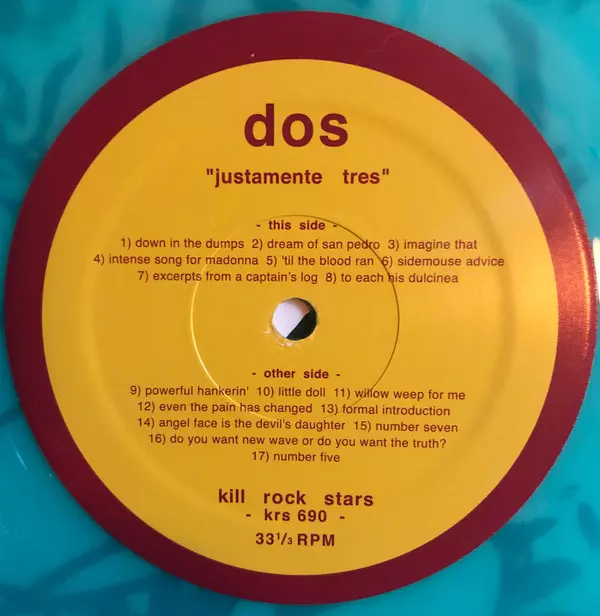 dos
"justamente tres"
- this side -
1) down in the dumps 2) dream of san pedro 3) imagine that
4) intense song for madonna 5) 'til the blood ran 6) sidemouse advice
7) excerpts from a captain's log 8) to each his dulcinea
- other side -
9) powerful hankerin' 10) little doll 11) willow weep for me
12) even the pain has changed 13) formal introduction
14) angel face is the devil's daughter 15) number seven
16) do you want new wave or do you want the truth?
17) number five
kill rock stars
- krs 690 -
33¹/₃ RPM